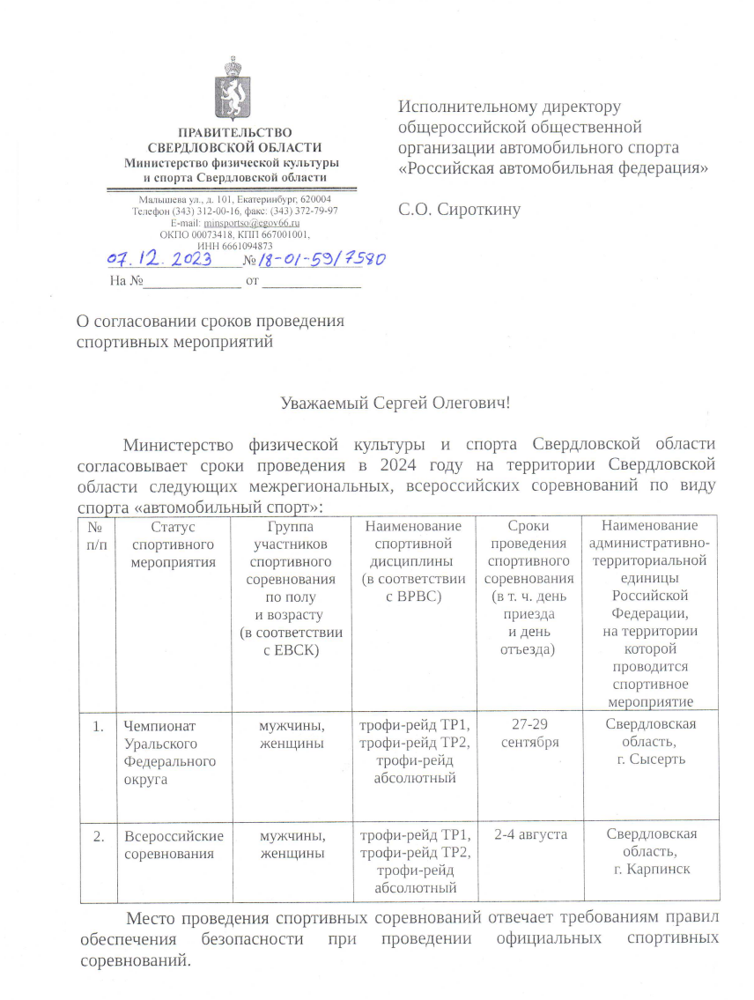 ПРАВИТЕЛЬСТВО
СВЕРДЛОВСКОЙ ОБЛАСТИ
Министерство физической культуры
и спорта Свердловской области
Малышева ул., д. 101, Екатеринбург, 620004
Телефон (343) 312-00-16, факс: (343) 372-79-97
E-mail: minsportso@egov66.ru
ОКПО 00073418, КПП 667001001,
ИНН 6661094873
07.12.2023 № 18-01-59/7580
На №______________ от ______________
Исполнительному директору
общероссийской общественной
организации автомобильного спорта
«Российская автомобильная федерация»
С.О. Сироткину
О согласовании сроков проведения
спортивных мероприятий
Уважаемый Сергей Олегович!
Министерство физической культуры и спорта Свердловской области
согласовывает сроки проведения в 2024 году на территории Свердловской
области следующих межрегиональных, всероссийских соревнований по виду
спорта «автомобильный спорт»:
№
п/п
Статус
спортивного
мероприятия
Группа
участников
спортивного
соревнования
по полу
и возрасту
(в соответствии
с ЕВСК)
Наименование
спортивной
дисциплины
(в соответствии
с ВРВС)
Сроки
проведения
спортивного
соревнования
(в т. ч. день
приезда
и день
отъезда)
Наименование
административно-
территориальной
единицы
Российской
Федерации,
на территории
которой
проводится
спортивное
мероприятие
1.
Чемпионат
Уральского
Федерального
округа
мужчины,
женщины
трофи-рейд ТР1,
трофи-рейд ТР2,
трофи-рейд
абсолютный
27-29
сентября
Свердловская
область,
г. Сысерть
2.
Всероссийские
соревнования
мужчины,
женщины
трофи-рейд ТР1,
трофи-рейд ТР2,
трофи-рейд
абсолютный
2-4 августа
Свердловская
область,
г. Карпинск
Место проведения спортивных соревнований отвечает требованиям правил
обеспечения безопасности при проведении официальных спортивных
соревнований.